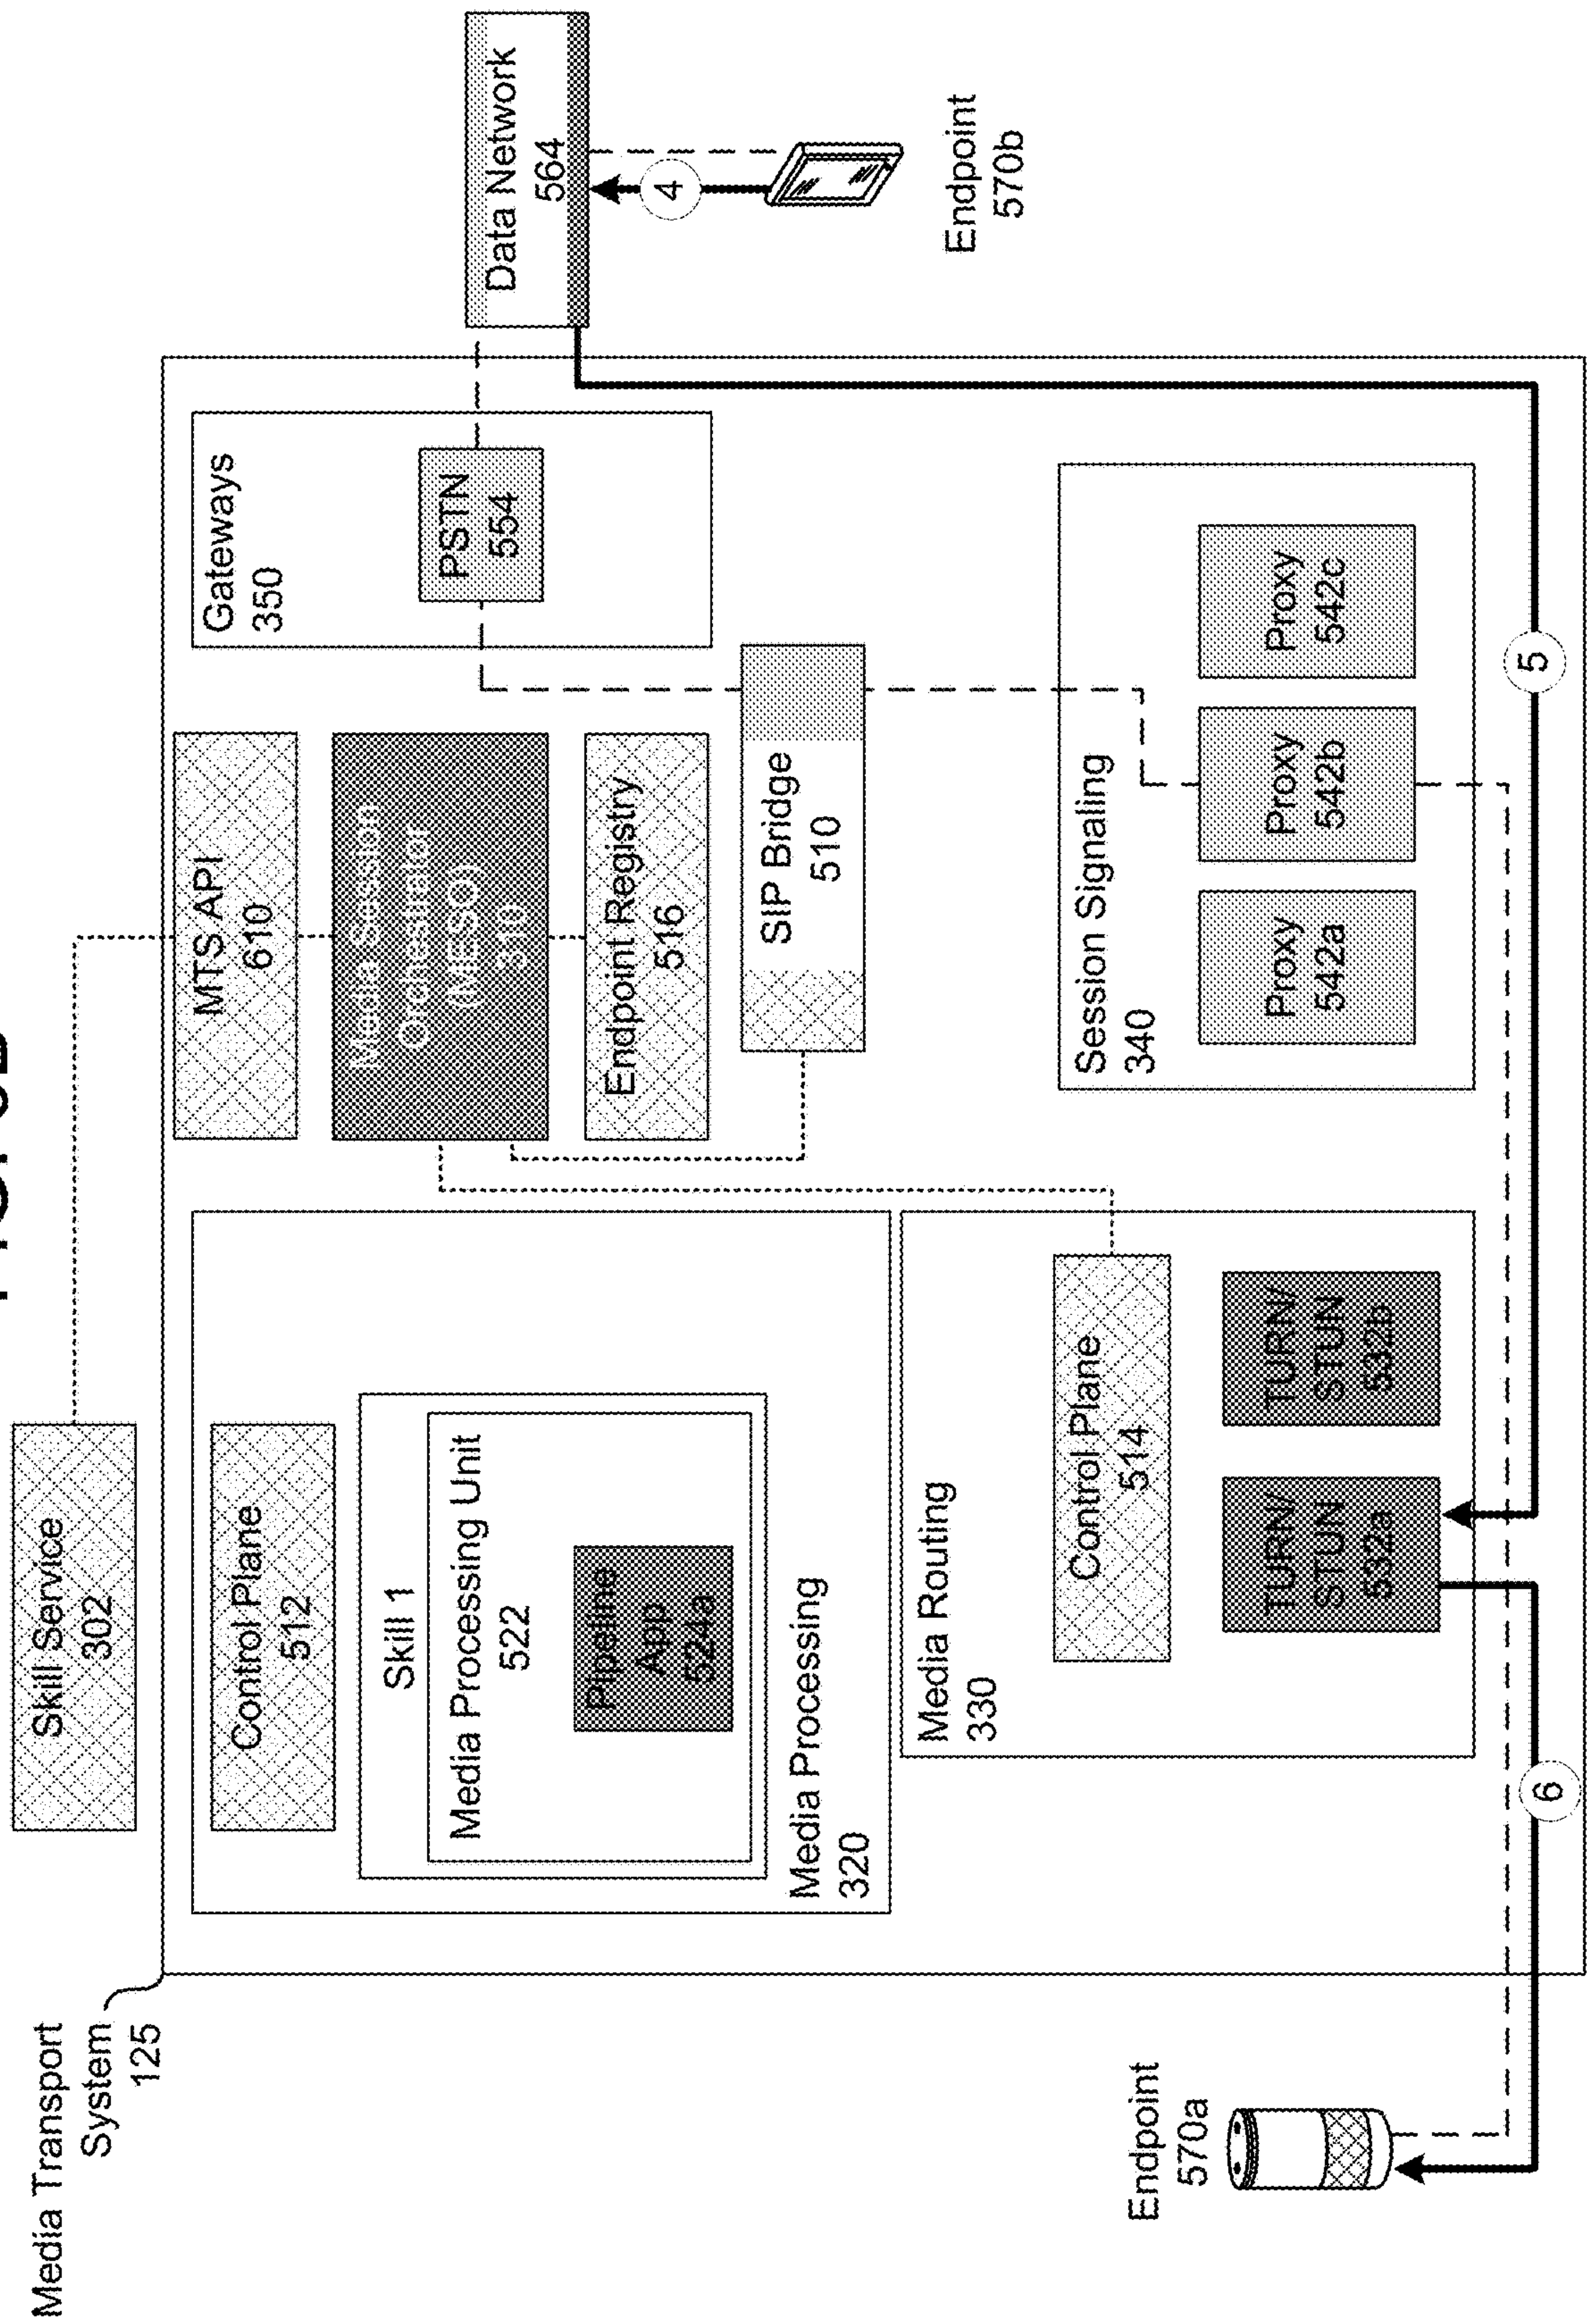 Media Transport
System
125
Skill Service
302
MTS API
610
Media Session
Orchestrator
(MESO)
510
Endpoint Registry
516
SIP Bridge
510
Gateways
350
PSTN
554
Data Network
564
4
Endpoint
570b
Control Plane
512
Skill 1
Media Processing Unit
522
Pipeline
App
524a
Media Processing
320
Media Routing
330
Control Plane
514
TURN/
STUN
532a
TURN/
STUN
532b
Session Signaling
340
Proxy
542a
Proxy
542b
Proxy
542c
5
6
Endpoint
570a